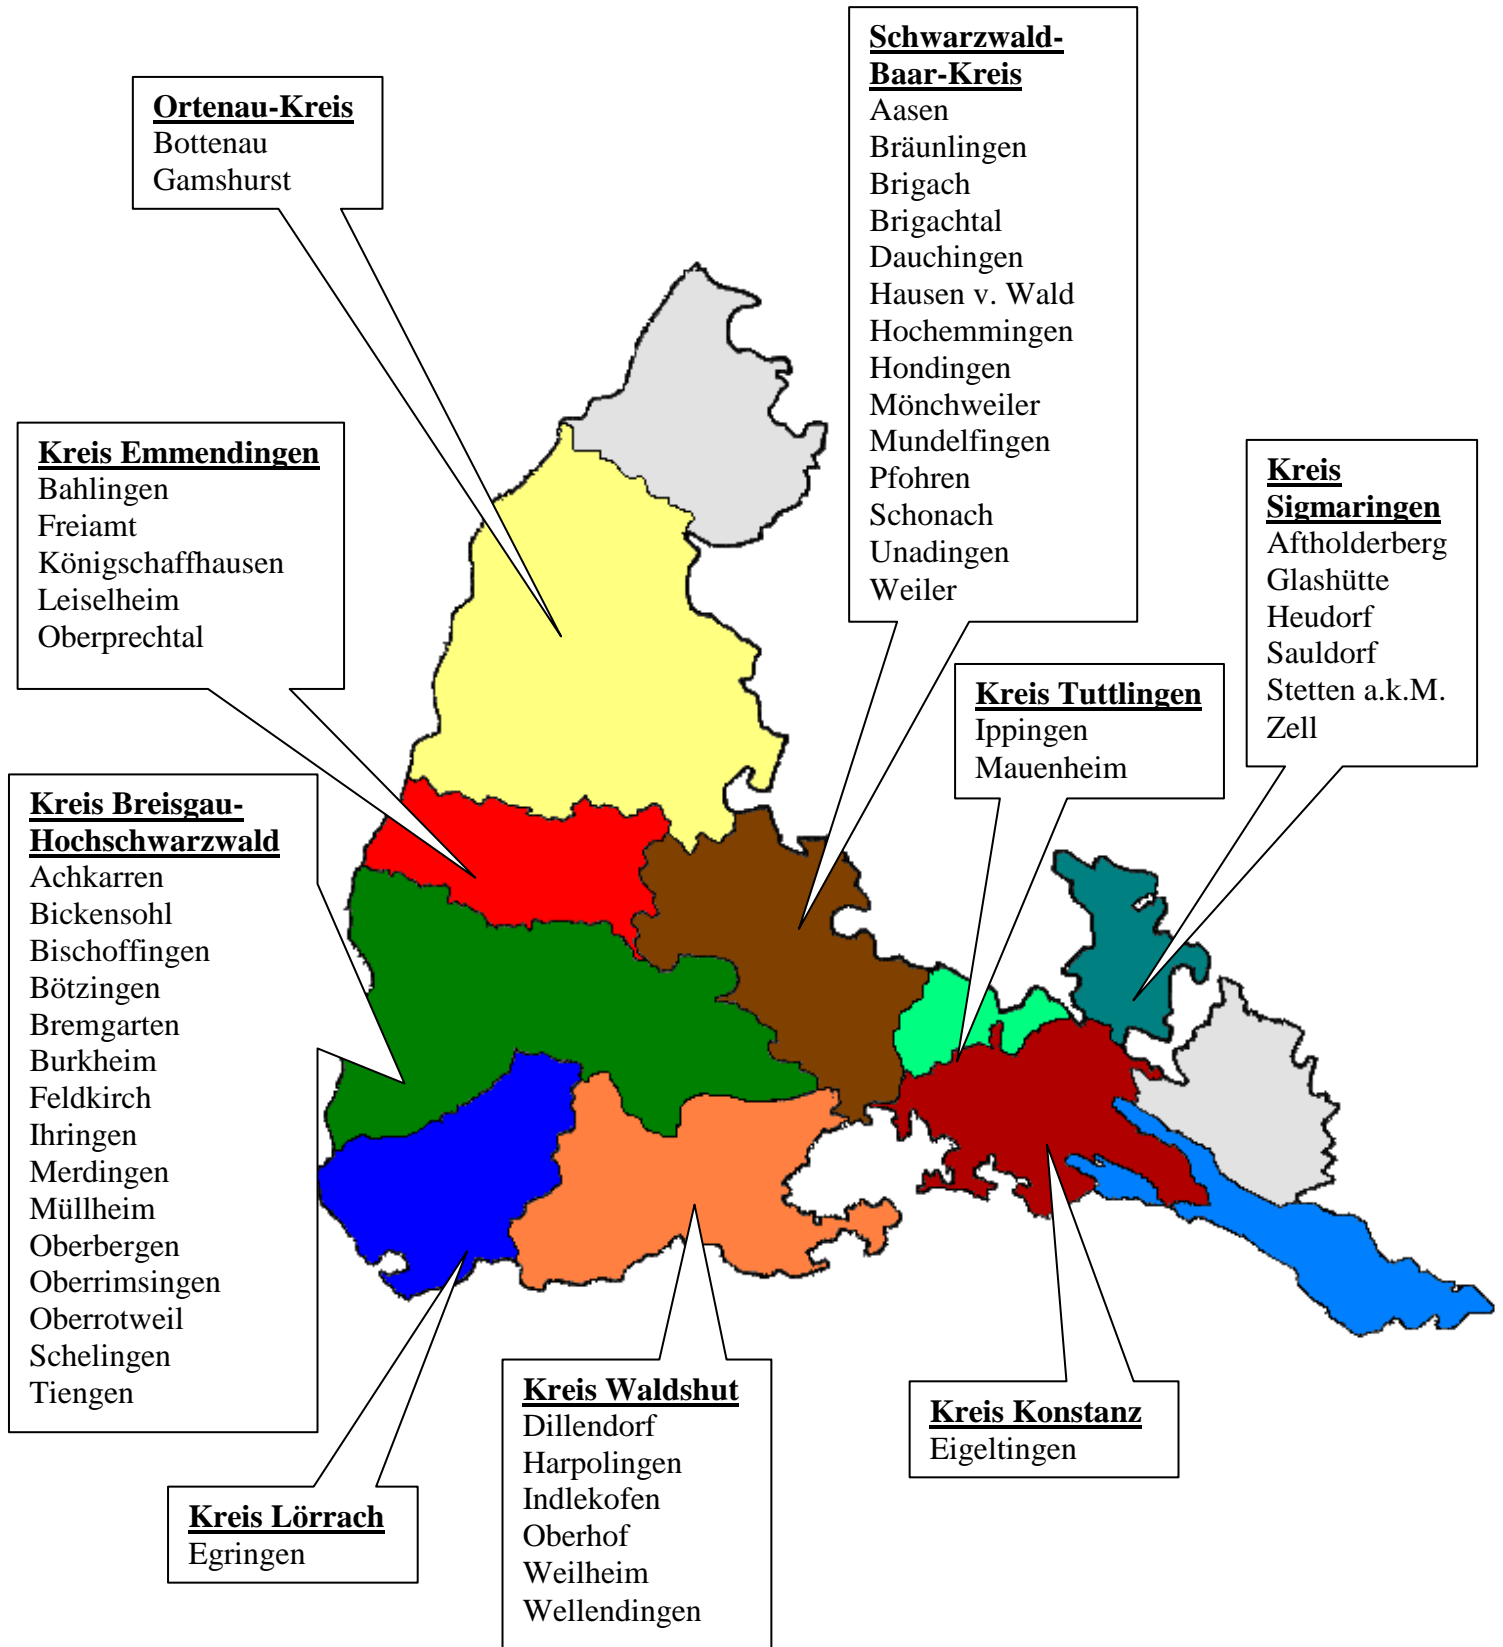 Schwarzwald-
Baar-Kreis
Aasen
Bräunlingen
Brigach
Brigachtal
Dauchingen
Hausen v. Wald
Hochemmingen
Hondingen
Mönchweiler
Mundelfingen
Pfohren
Schonach
Unadingen
Weiler
Ortenau-Kreis
Bottenau
Gamshurst
Kreis Emmendingen
Bahlingen
Freiamt
Königschaffhausen
Leiselheim
Oberprechtal
Kreis
Sigmaringen
Aftholderberg
Glashütte
Heudorf
Sauldorf
Stetten a.k.M.
Zell
Kreis Tuttlingen
Ippingen
Mauenheim
Kreis Breisgau-
Hochschwarzwald
Achkarren
Bickensohl
Bischoffingen
Bötzingen
Bremgarten
Burkheim
Feldkirch
Ihringen
Merdingen
Müllheim
Oberbergen
Oberrimsingen
Oberrotweil
Schelingen
Tiengen
Kreis Lörrach
Egringen
Kreis Waldshut
Dillendorf
Harpolingen
Indlekofen
Oberhof
Weilheim
Wellendingen
Kreis Konstanz
Eigeltingen